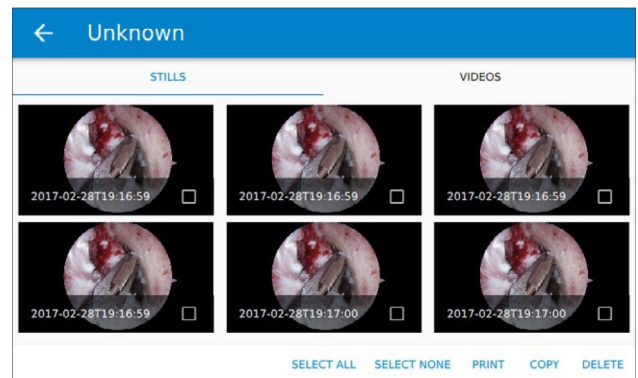 Unknown
STILLS VIDEOS
2017-02-28T19:16:59 2017-02-28T19:16:59 2017-02-28T19:16:59
2017-02-28T19:16:59 2017-02-28T19:17:00 2017-02-28T19:17:00
SELECT ALL SELECT NONE PRINT COPY DELETE